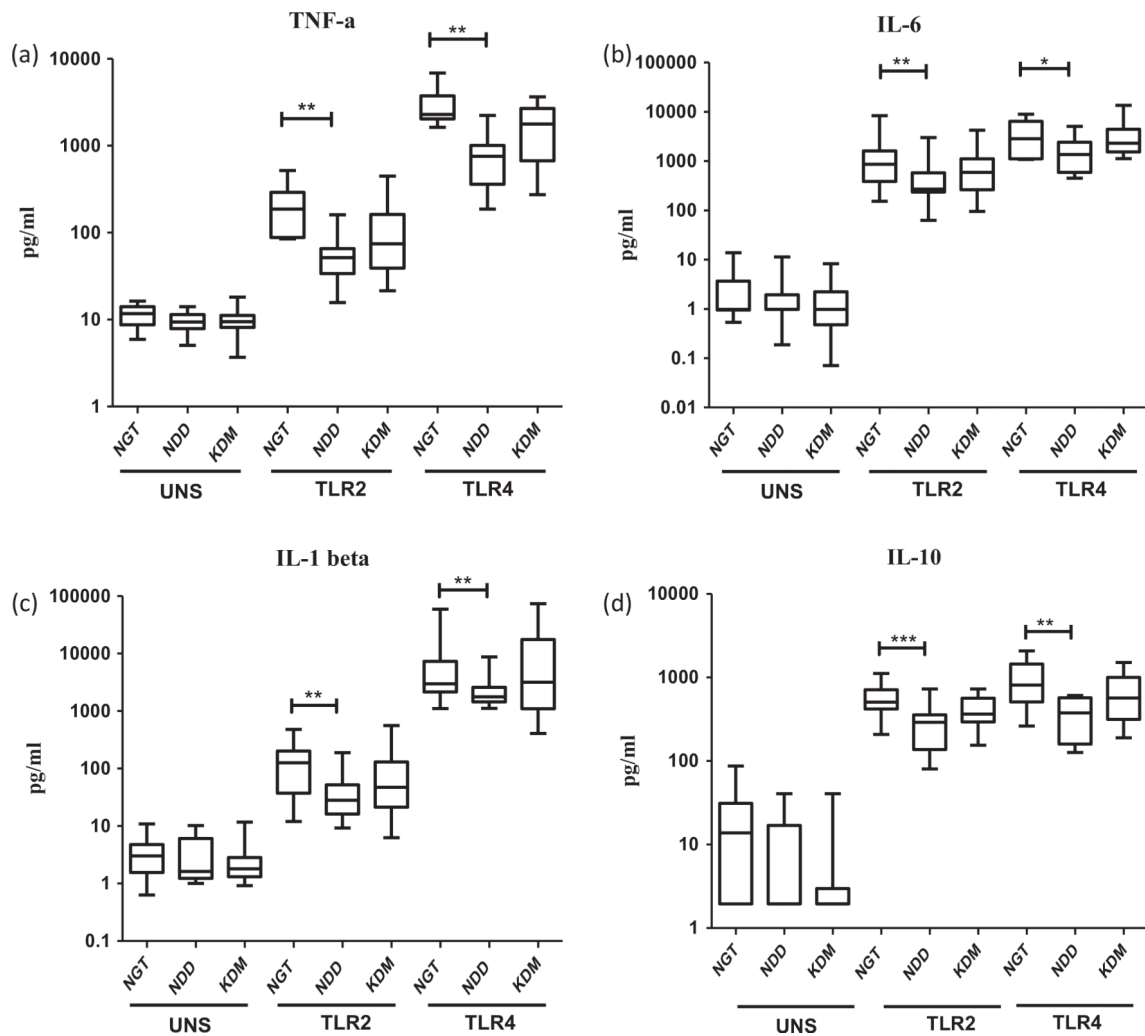 TNF-a
(a)
**
**
10000
1000
100
10
1
pg/ml
NGT NDD KDM NGT NDD KDM NGT NDD KDM
UNS TLR2 TLR4
IL-6
(b)
**
*
100000
10000
1000
100
10
1
0.1
0.01
pg/ml
NGT NDD KDM NGT NDD KDM NGT NDD KDM
UNS TLR2 TLR4
IL-1 beta
(c)
**
**
100000
10000
1000
100
10
1
0.1
pg/ml
NGT NDD KDM NGT NDD KDM NGT NDD KDM
UNS TLR2 TLR4
IL-10
(d)
***
**
10000
1000
100
10
1
pg/ml
NGT NDD KDM NGT NDD KDM NGT NDD KDM
UNS TLR2 TLR4